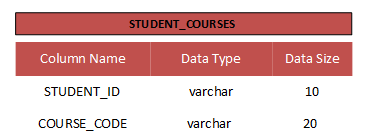 STUDENT_COURSES
Column Name Data Type Data Size
STUDENT_ID varchar 10
COURSE_CODE varchar 20